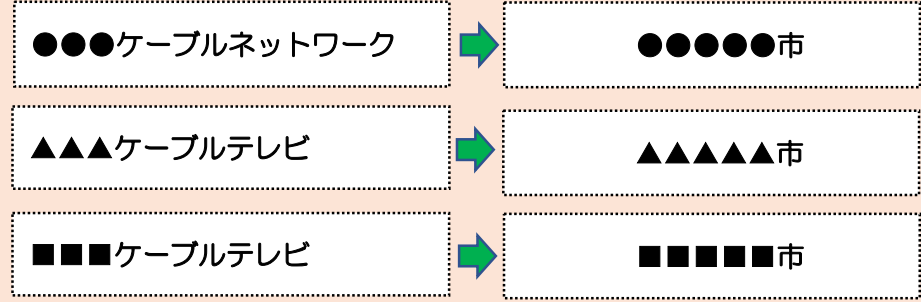 ●●●ケーブルネットワーク
●●●●●市
▲▲▲ケーブルテレビ
▲▲▲▲▲市
■■■ケーブルテレビ
■■■■■市